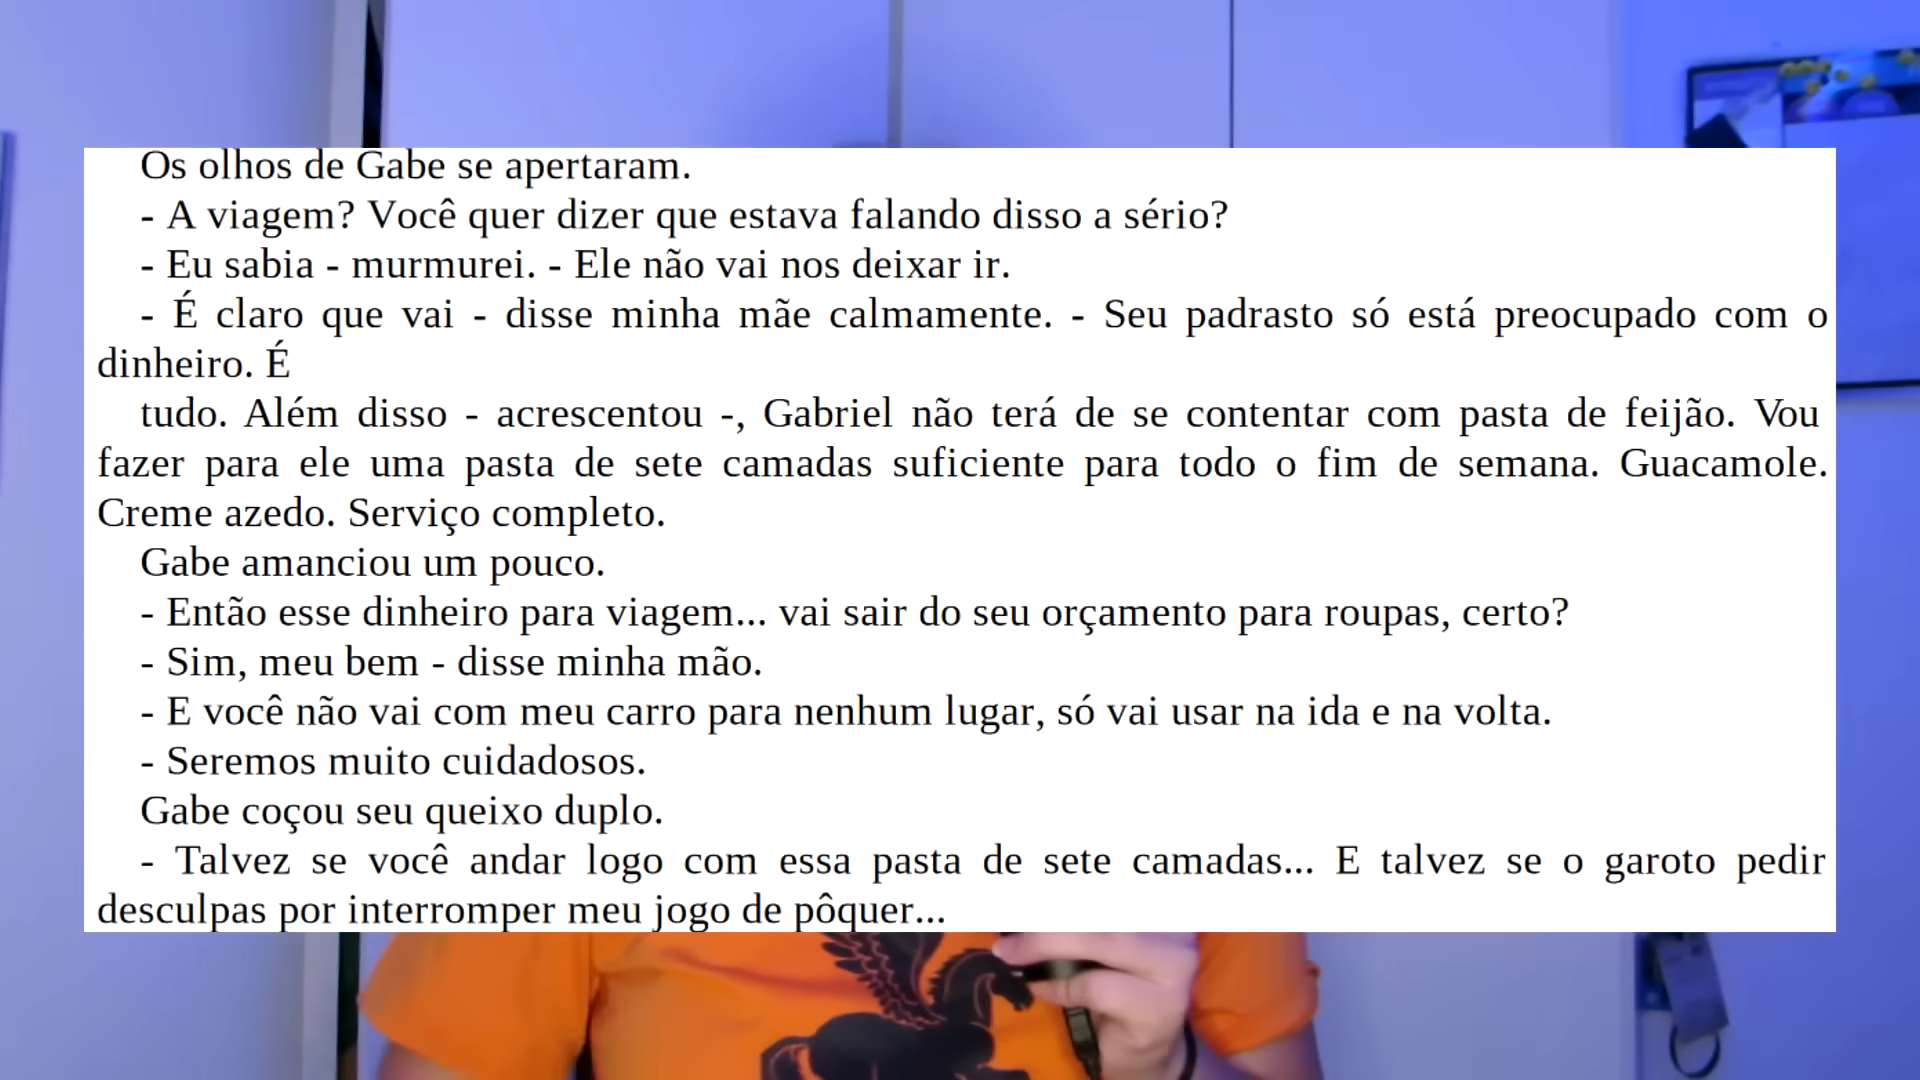 Os olhos de Gabe se apertaram.
- A viagem? Você quer dizer que estava falando disso a sério?
- Eu sabia - murmurei. - Ele não vai nos deixar ir.
- É claro que vai - disse minha mãe calmamente. - Seu padrasto só está preocupado com o
dinheiro. É
tudo. Além disso - acrescentou -, Gabriel não terá de se contentar com pasta de feijão. Vou
fazer para ele uma pasta de sete camadas suficiente para todo o fim de semana. Guacamole.
Creme azedo. Serviço completo.
Gabe amanciou um pouco.
- Então esse dinheiro para viagem... vai sair do seu orçamento para roupas, certo?
- Sim, meu bem - disse minha mão.
- E você não vai com meu carro para nenhum lugar, só vai usar na ida e na volta.
- Seremos muito cuidadosos.
Gabe coçou seu queixo duplo.
- Talvez se você andar logo com essa pasta de sete camadas... E talvez se o garoto pedir
desculpas por interromper meu jogo de pôquer...